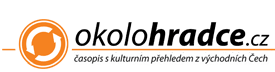 okolohradce.cz
časopis s kulturním přehledem z východních Čech